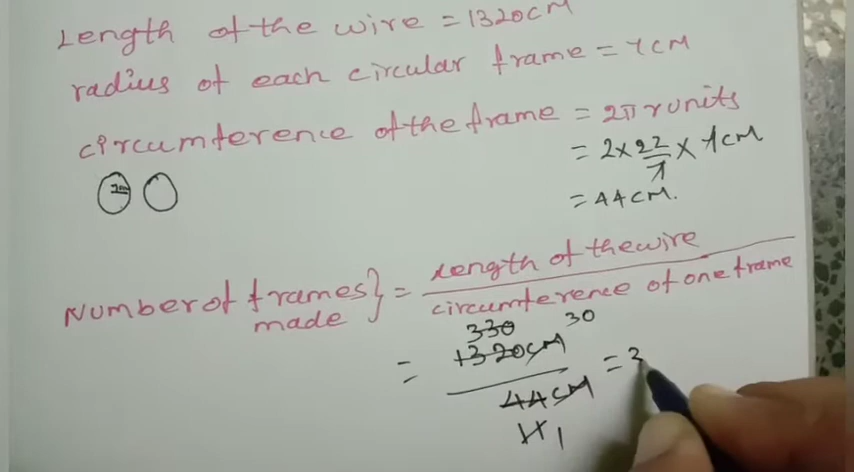 Length of the wire = 1320cm
radius of each circular frame = 7cm
circumference of the frame = 2π r units
= 2 × 22/7 × 7cm
= 44cm.
Number of frames made } = Length of the wire / circumference of one frame
330 30
= 1320cm / 44cm = 3
11 1